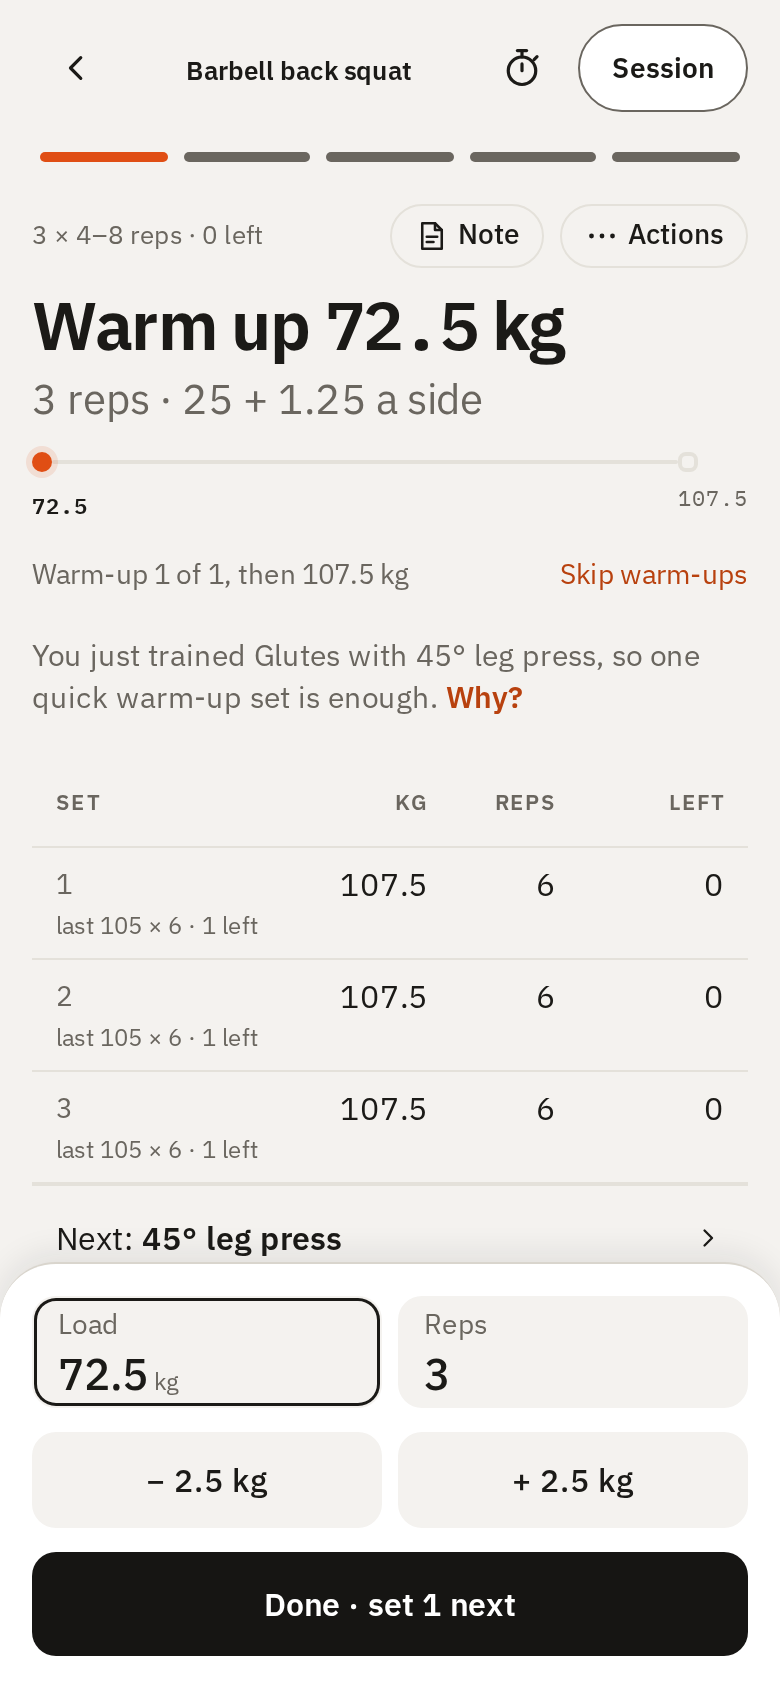 Barbell back squat
Session
3 × 4–8 reps · 0 left
Note
Actions
Warm up 72.5 kg
3 reps · 25 + 1.25 a side
72.5
107.5
Warm-up 1 of 1, then 107.5 kg
Skip warm-ups
You just trained Glutes with 45° leg press, so one
quick warm-up set is enough. Why?
SET KG REPS LEFT
1 107.5 6 0
last 105 × 6 · 1 left
2 107.5 6 0
last 105 × 6 · 1 left
3 107.5 6 0
last 105 × 6 · 1 left
Next: 45° leg press
Load
72.5 kg
Reps
3
– 2.5 kg
+ 2.5 kg
Done · set 1 next